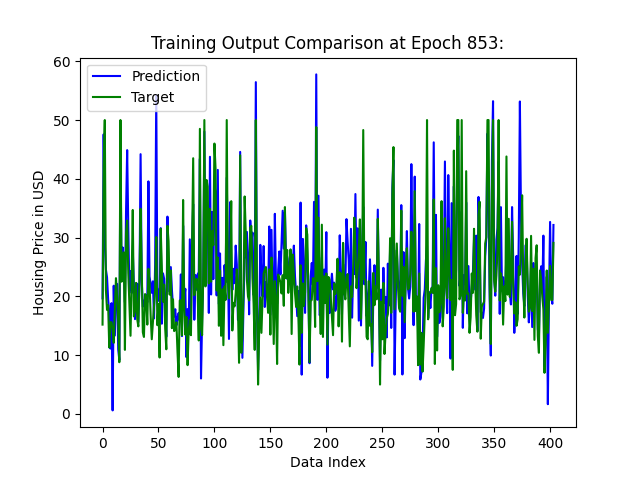 Training Output Comparison at Epoch 853:
Prediction
Target
60
50
40
30
20
10
0
Housing Price in USD
0 50 100 150 200 250 300 350 400
Data Index